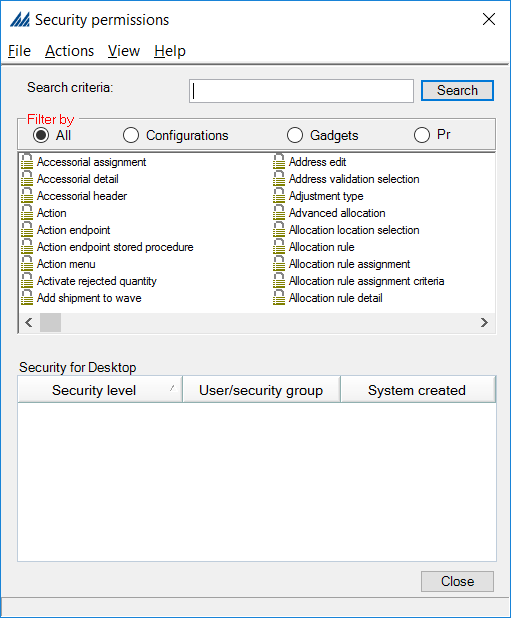 Security permissions
File Actions View Help
Search criteria:
Search
Filter by
All Configurations Gadgets Pr
Accessorial assignment
Accessorial detail
Accessorial header
Action
Action endpoint
Action endpoint stored procedure
Action menu
Activate rejected quantity
Add shipment to wave
Address edit
Address validation selection
Adjustment type
Advanced allocation
Allocation location selection
Allocation rule
Allocation rule assignment
Allocation rule assignment criteria
Allocation rule detail
Security for Desktop
Security level User/security group System created
Close